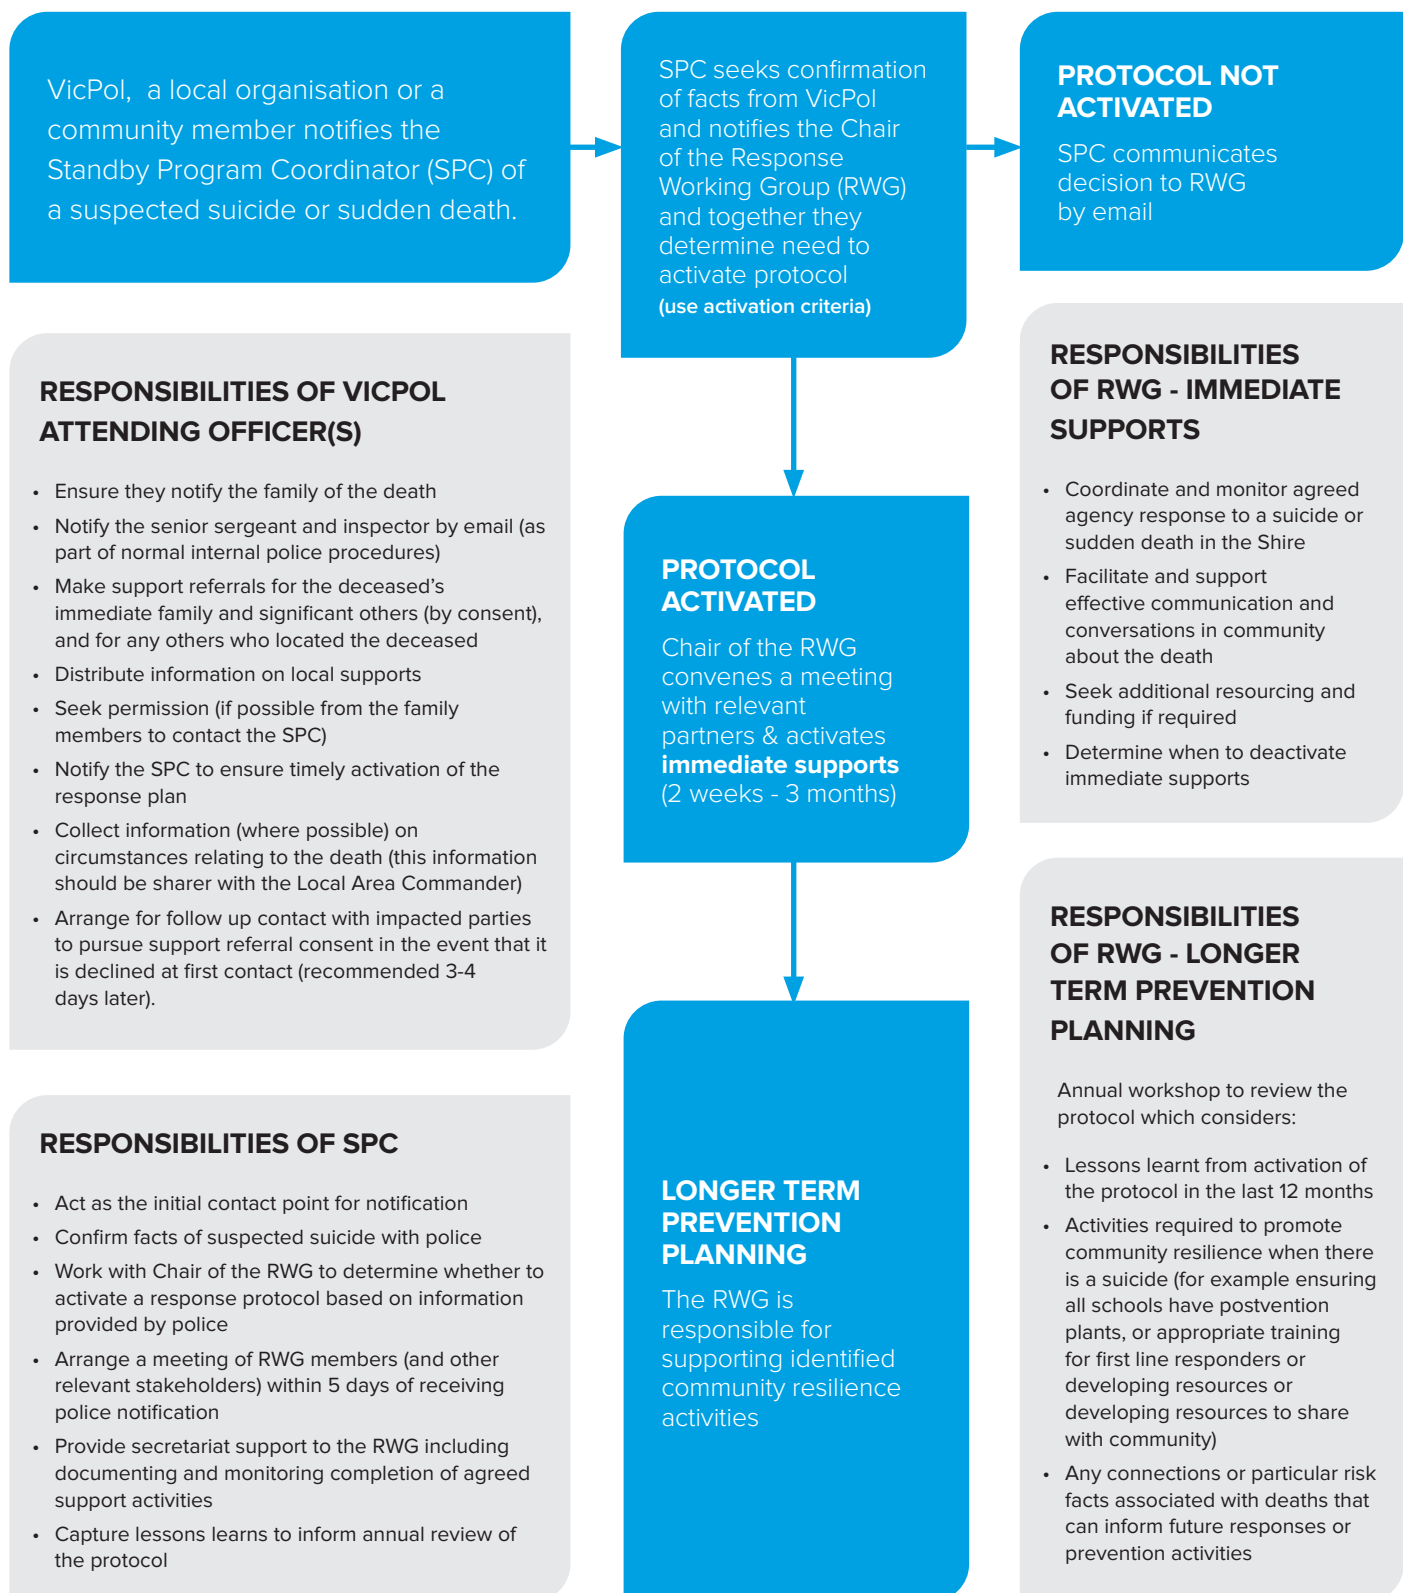 VicPol, a local organisation or a
community member notifies the
Standby Program Coordinator (SPC) of
a suspected suicide or sudden death.
SPC seeks confirmation
of facts from VicPol
and notifies the Chair
of the Response
Working Group (RWG)
and together they
determine need to
activate protocol
(use activation criteria)
PROTOCOL NOT
ACTIVATED
SPC communicates
decision to RWG
by email
RESPONSIBILITIES OF VICPOL
ATTENDING OFFICER(S)
• Ensure they notify the family of the death
• Notify the senior sergeant and inspector by email (as
part of normal internal police procedures)
• Make support referrals for the deceased's
immediate family and significant others (by consent),
and for any others who located the deceased
• Distribute information on local supports
• Seek permission (if possible from the family
members to contact the SPC)
• Notify the SPC to ensure timely activation of the
response plan
• Collect information (where possible) on
circumstances relating to the death (this information
should be sharer with the Local Area Commander)
• Arrange for follow up contact with impacted parties
to pursue support referral consent in the event that it
is declined at first contact (recommended 3-4
days later).
RESPONSIBILITIES OF SPC
• Act as the initial contact point for notification
• Confirm facts of suspected suicide with police
• Work with Chair of the RWG to determine whether to
activate a response protocol based on information
provided by police
• Arrange a meeting of RWG members (and other
relevant stakeholders) within 5 days of receiving
police notification
• Provide secretariat support to the RWG including
documenting and monitoring completion of agreed
support activities
• Capture lessons learns to inform annual review of
the protocol
PROTOCOL
ACTIVATED
Chair of the RWG
convenes a meeting
with relevant
partners & activates
immediate supports
(2 weeks - 3 months)
LONGER TERM
PREVENTION
PLANNING
The RWG is
responsible for
supporting identified
community resilience
activities
RESPONSIBILITIES
OF RWG - IMMEDIATE
SUPPORTS
• Coordinate and monitor agreed
agency response to a suicide or
sudden death in the Shire
• Facilitate and support
effective communication and
conversations in community
about the death
• Seek additional resourcing and
funding if required
• Determine when to deactivate
immediate supports
RESPONSIBILITIES
OF RWG - LONGER
TERM PREVENTION
PLANNING
Annual workshop to review the
protocol which considers:
• Lessons learnt from activation of
the protocol in the last 12 months
• Activities required to promote
community resilience when there
is a suicide (for example ensuring
all schools have postvention
plants, or appropriate training
for first line responders or
developing resources or
developing resources to share
with community)
• Any connections or particular risk
facts associated with deaths that
can inform future responses or
prevention activities